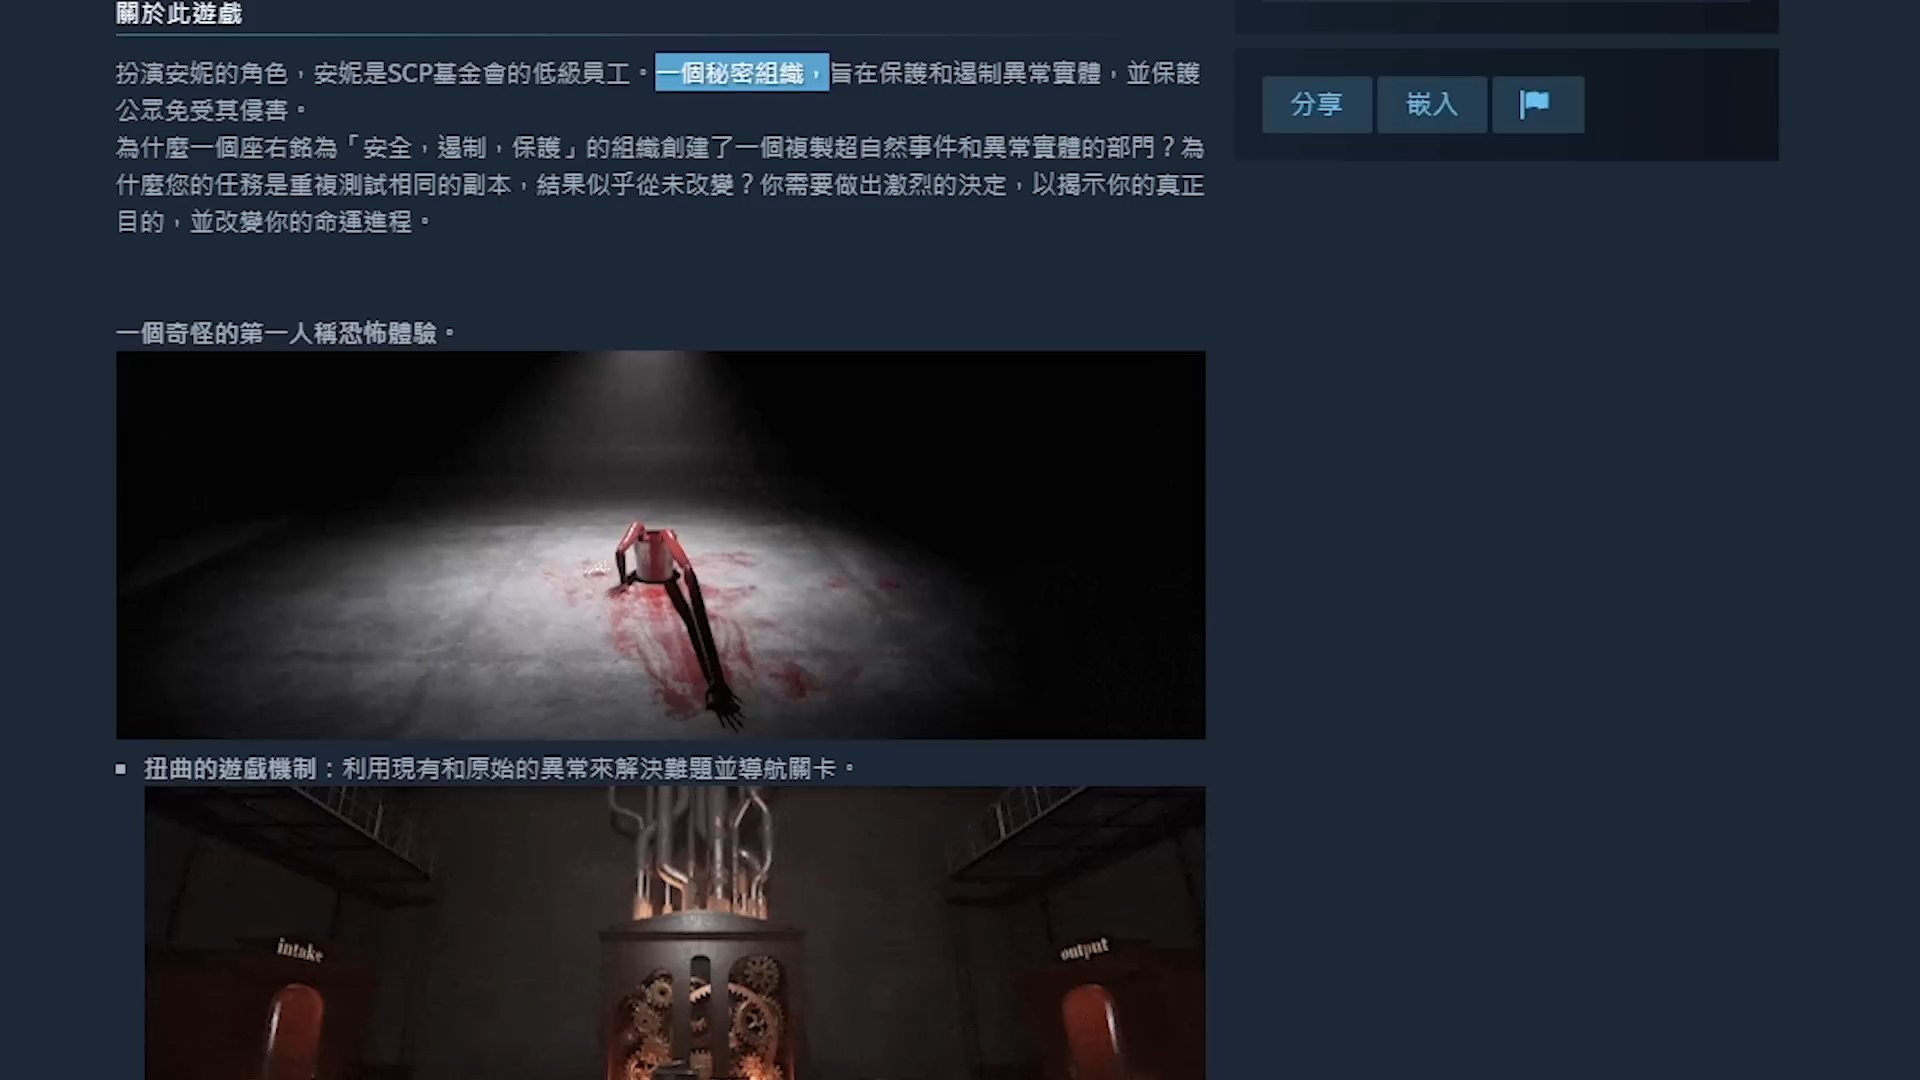 關於此遊戲
扮演安妮的角色，安妮是SCP基金會的低級員工。一個秘密組織，旨在保護和遏制異常實體，並保護
公眾免受其侵害。
為什麼一個座右銘為「安全，遏制，保護」的組織創建了一個複製超自然事件和異常實體的部門？為
什麼您的任務是重複測試相同的副本，結果似乎從未改變？你需要做出激烈的決定，以揭示你的真正
目的，並改變你的命運進程。
分享
嵌入
一個奇怪的第一人稱恐怖體驗。
扭曲的遊戲機制：利用現有和原始的異常來解決難題並導航關卡。
intake
output